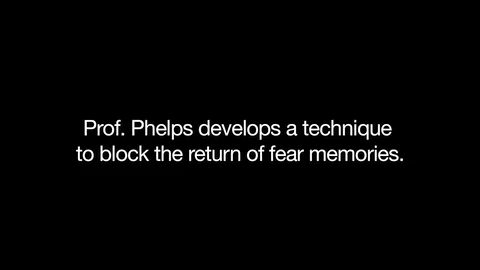 Prof. Phelps develops a technique
to block the return of fear memories.